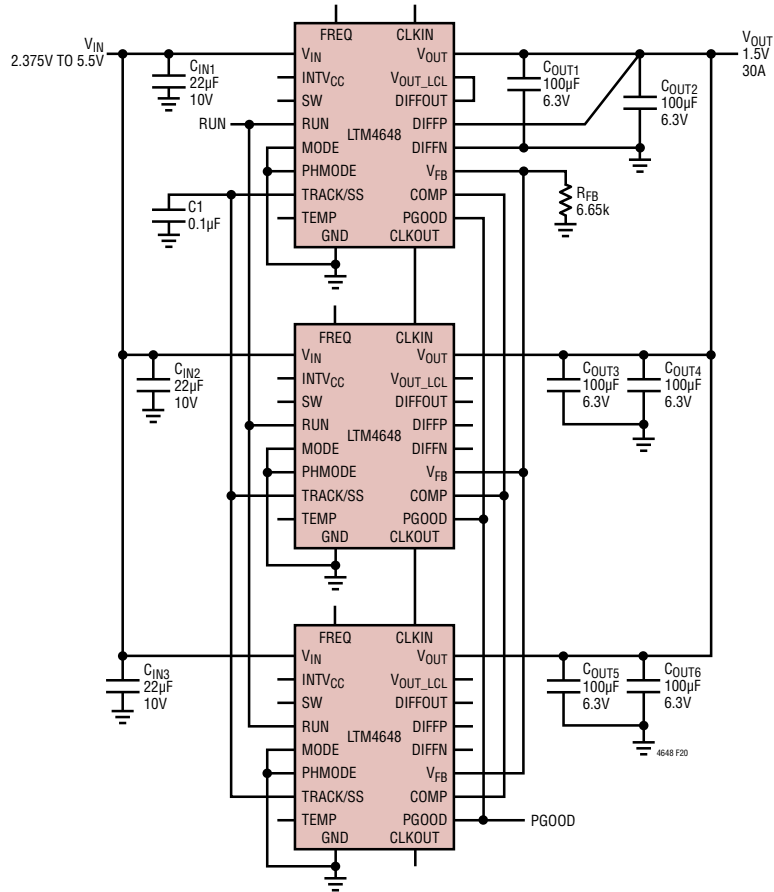 VIN
2.375V TO 5.5V
CIN1
22µF
10V
FREQ
CLKIN
VIN
INTVCC
SW
RUN
MODE
PHMODE
TRACK/SS
TEMP
GND
LTM4648
VOUT
VOUT_LCL
DIFFOUT
DIFFP
DIFFN
VFB
COMP
PGOOD
CLKOUT
RUN
C1
0.1µF
COUT1
100µF
6.3V
COUT2
100µF
6.3V
VOUT
1.5V
30A
RFB
6.65k
CIN2
22µF
10V
FREQ
CLKIN
VIN
INTVCC
SW
RUN
MODE
PHMODE
TRACK/SS
TEMP
GND
LTM4648
VOUT
VOUT_LCL
DIFFOUT
DIFFP
DIFFN
VFB
COMP
PGOOD
CLKOUT
COUT3
100µF
6.3V
COUT4
100µF
6.3V
CIN3
22µF
10V
FREQ
CLKIN
VIN
INTVCC
SW
RUN
MODE
PHMODE
TRACK/SS
TEMP
GND
LTM4648
VOUT
VOUT_LCL
DIFFOUT
DIFFP
DIFFN
VFB
COMP
PGOOD
CLKOUT
COUT5
100µF
6.3V
COUT6
100µF
6.3V
4648 F20
PGOOD